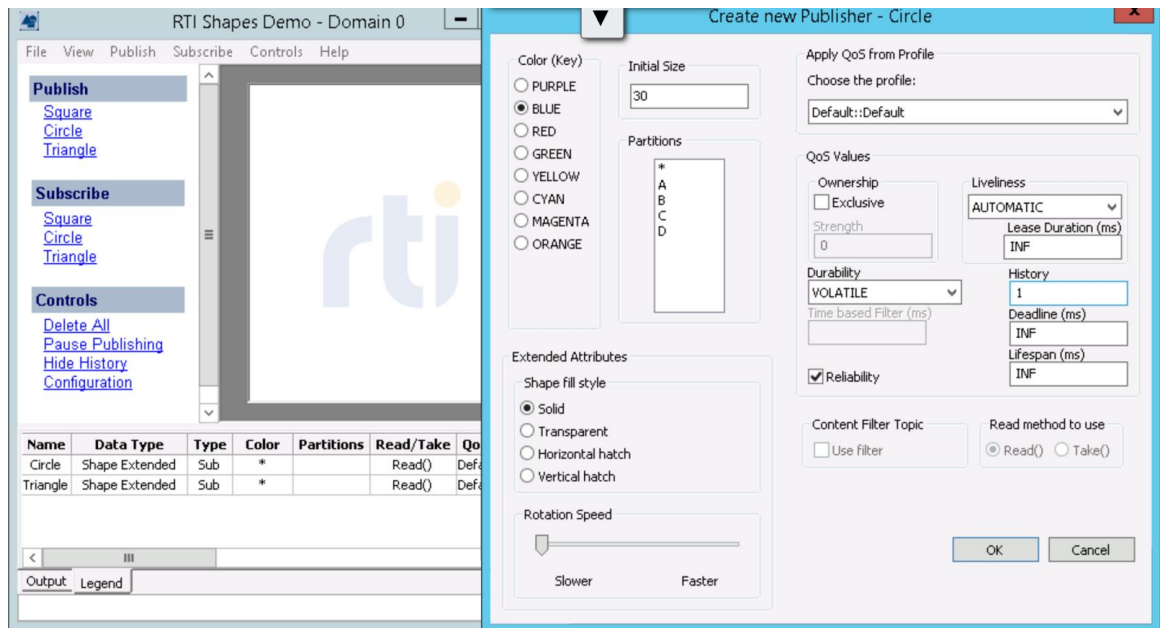 RTI Shapes Demo - Domain 0
File View Publish Subscribe Controls Help
Publish
Square
Circle
Triangle
Subscribe
Square
Circle
Triangle
Controls
Delete All
Pause Publishing
Hide History
Configuration
rti
Name Data Type Type Color Partitions Read/Take Qo
Circle Shape Extended Sub * Read() Defa
Triangle Shape Extended Sub * Read() Defa
Output Legend
Create new Publisher - Circle
Color (Key)
PURPLE
BLUE
RED
GREEN
YELLOW
CYAN
MAGENTA
ORANGE
Initial Size
30
Partitions
*
A
B
C
D
Extended Attributes
Shape fill style
Solid
Transparent
Horizontal hatch
Vertical hatch
Rotation Speed
Slower Faster
Apply QoS from Profile
Choose the profile:
Default::Default
QoS Values
Ownership
Exclusive
Strength
0
Liveliness
AUTOMATIC
Lease Duration (ms)
INF
Durability
VOLATILE
Time based Filter (ms)
Reliability
History
1
Deadline (ms)
INF
Lifespan (ms)
INF
Content Filter Topic
Use filter
Read method to use
Read() Take()
OK Cancel